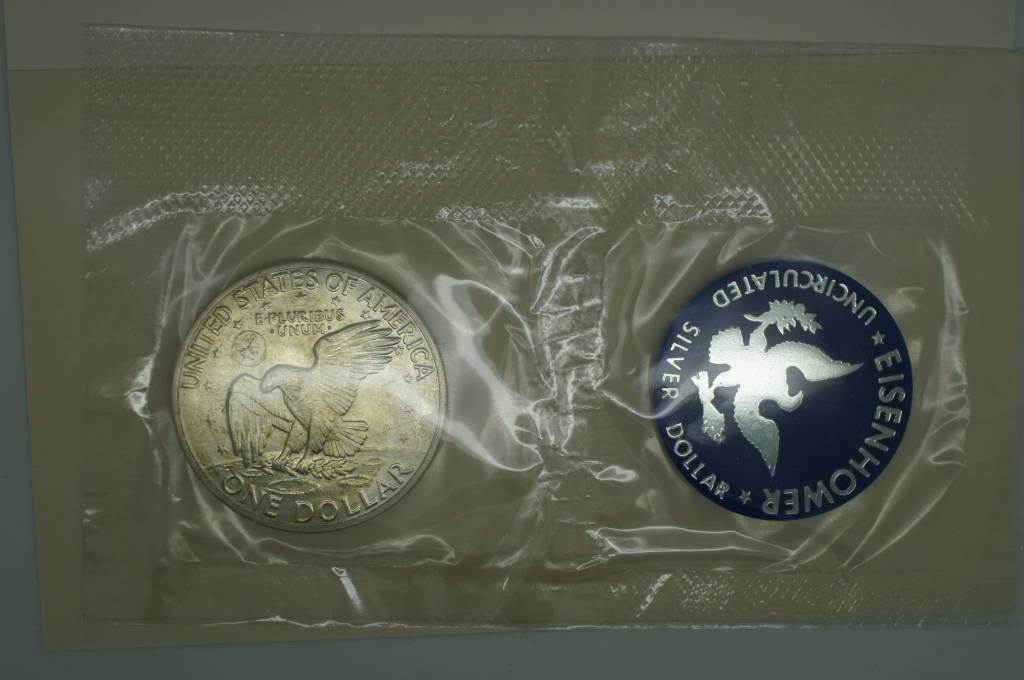 UNITED STATES OF AMERICA
E·PLURIBUS
·UNUM·
ONE DOLLAR
★ EISENHOWER ★
UNCIRCULATED
SILVER DOLLAR